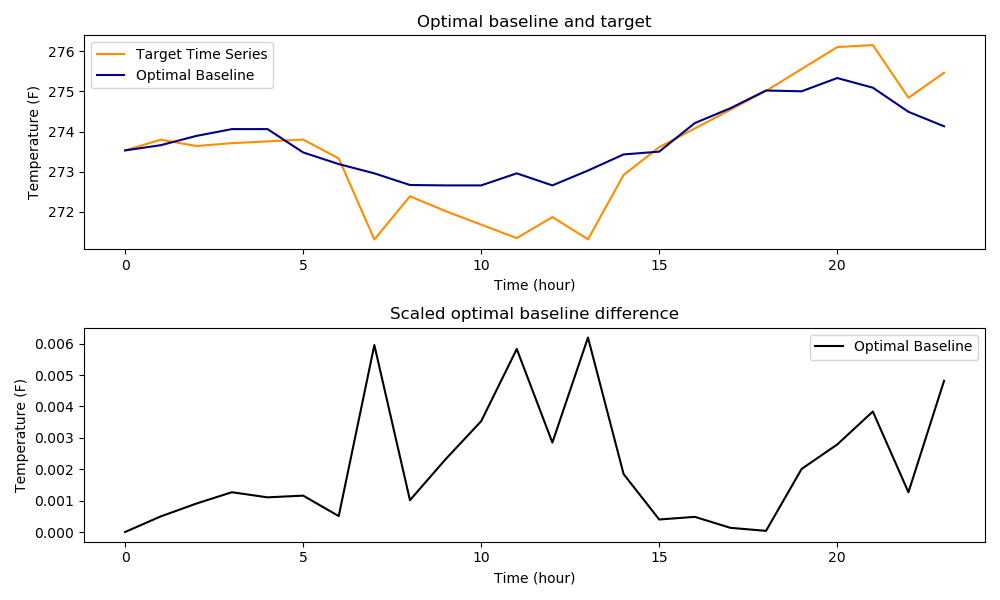 Optimal baseline and target
Target Time Series
Optimal Baseline
Temperature (F)
276
275
274
273
272
0 5 10 15 20
Time (hour)
Scaled optimal baseline difference
Optimal Baseline
Temperature (F)
0.006
0.005
0.004
0.003
0.002
0.001
0.000
0 5 10 15 20
Time (hour)